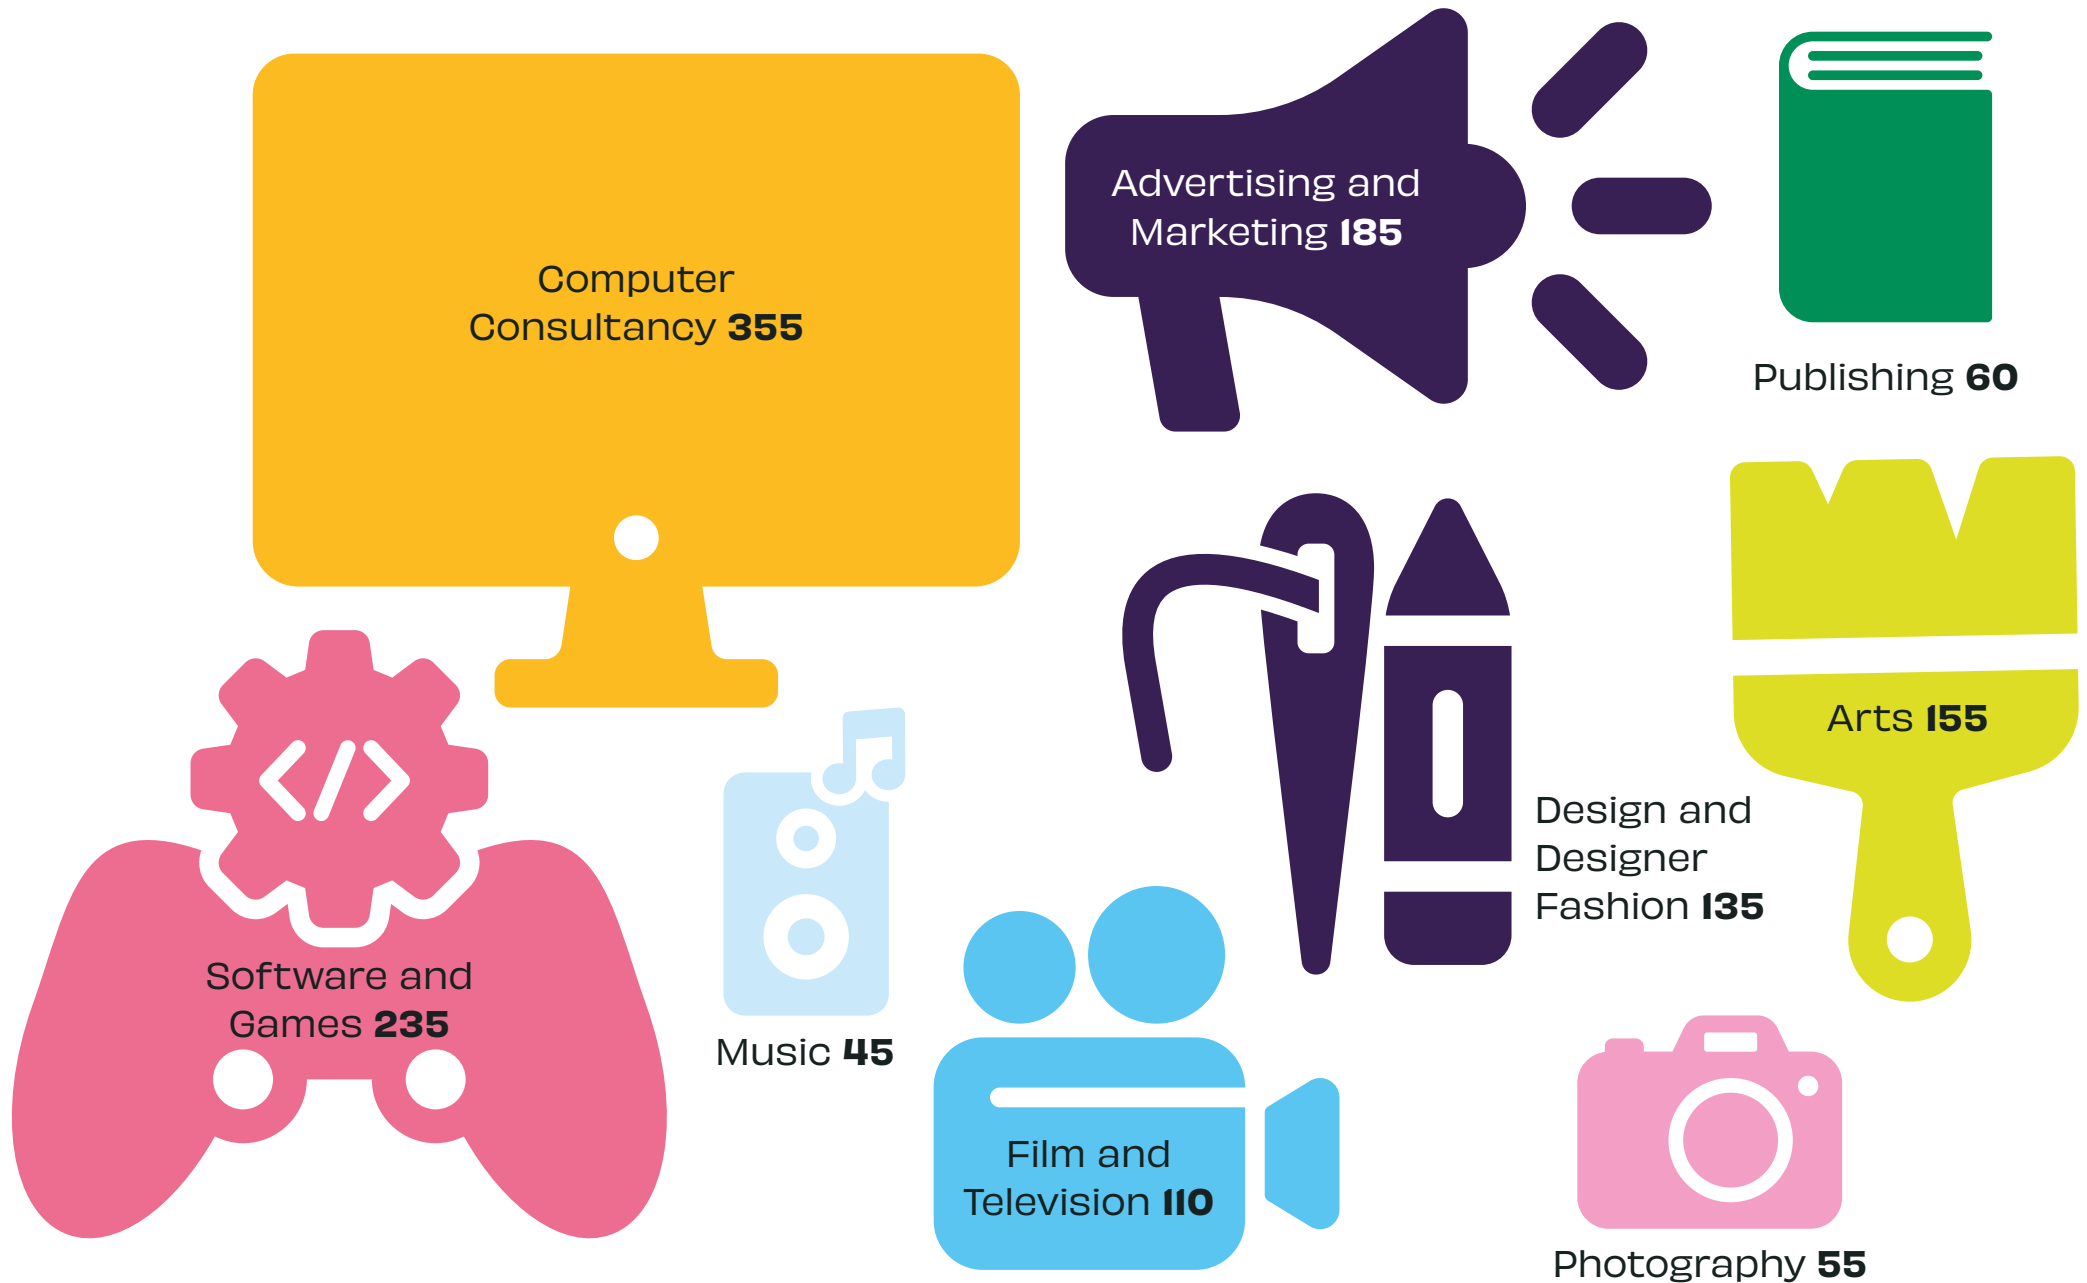 Computer
Consultancy 355
Advertising and
Marketing 185
Publishing 60
Arts 155
Design and
Designer
Fashion 135
Software and
Games 235
Music 45
Film and
Television 110
Photography 55